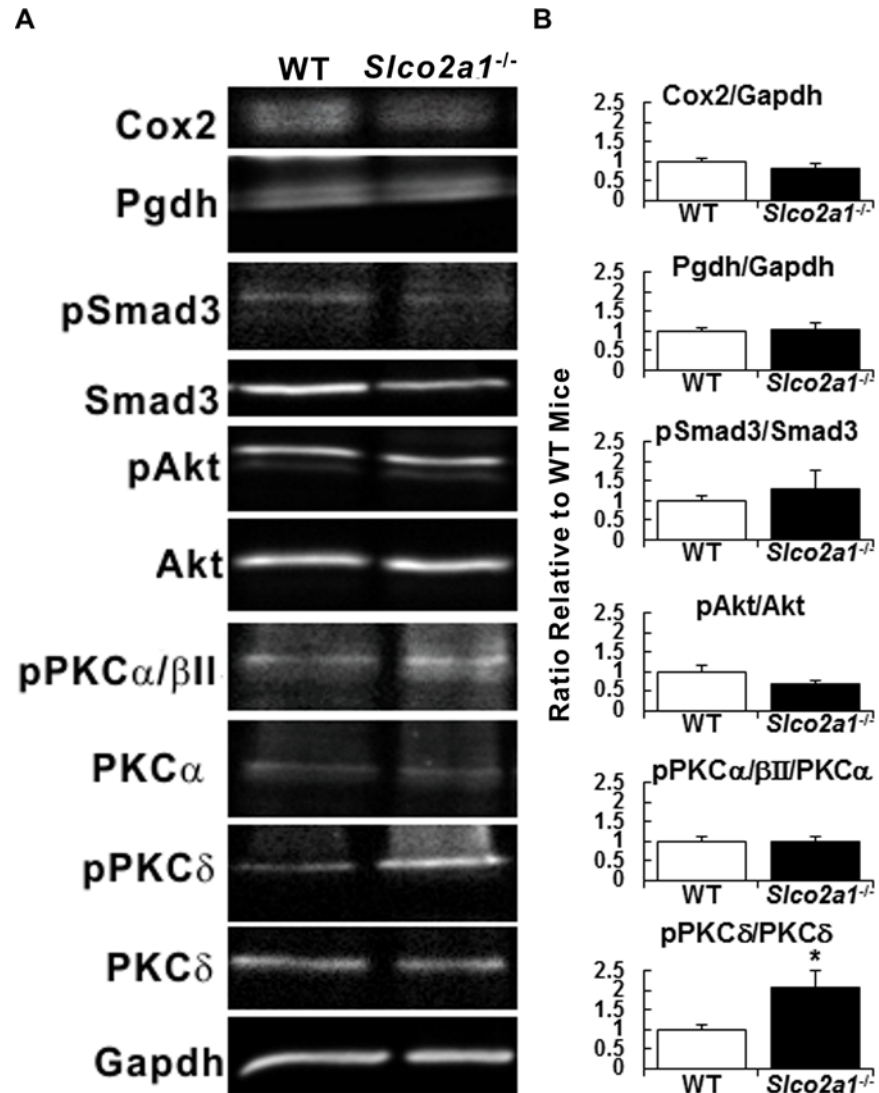 A
WT Slco2a1-/-
Cox2
Pgdh
pSmad3
Smad3
pAkt
Akt
pPKCα/βII
PKCα
pPKCδ
PKCδ
Gapdh
B
Ratio Relative to WT Mice
Cox2/Gapdh
2.5
2
1.5
1
0.5
0
WT Slco2a1-/-
Pgdh/Gapdh
2.5
2
1.5
1
0.5
0
WT Slco2a1-/-
pSmad3/Smad3
2.5
2
1.5
1
0.5
0
WT Slco2a1-/-
pAkt/Akt
2.5
2
1.5
1
0.5
0
WT Slco2a1-/-
pPKCα/βII/PKCα
2.5
2
1.5
1
0.5
0
WT Slco2a1-/-
pPKCδ/PKCδ
*
2.5
2
1.5
1
0.5
0
WT Slco2a1-/-